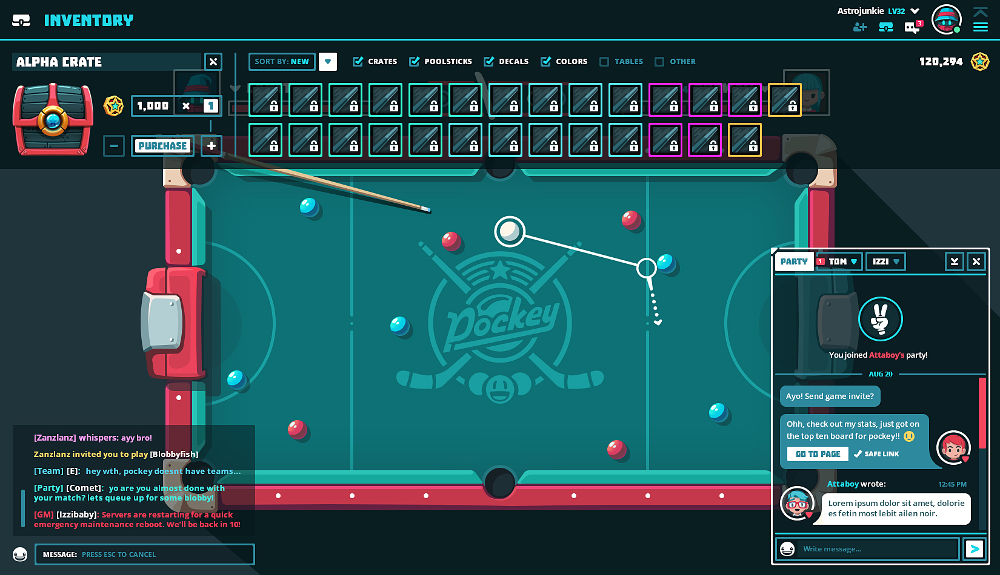 INVENTORY
Astrojunkie LV32
3
ALPHA CRATE
SORT BY: NEW
CRATES
POOLSTICKS
DECALS
COLORS
TABLES
OTHER
120,294
1,000 × 1
PURCHASE
Pockey
PARTY
1 TOM
IZZI
You joined Attaboy's party!
AUG 20
Ayo! Send game invite?
Ohh, check out my stats, just got on
the top ten board for pockey!!
GO TO PAGE
SAFE LINK
Attaboy wrote:
12:45 PM
Lorem ipsum dolor sit amet, dolorie
es fetin most lebit ailen noir.
Write message...
[Zanzlanz] whispers: ayy bro!
Zanzlanz invited you to play [Blobbyfish]
[Team] [E]: hey wth, pockey doesnt have teams...
[Party] [Comet]: yo are you almost done with
your match? lets queue up for some blobby!
[GM] [Izzibaby]: Servers are restarting for a quick
emergency maintenance reboot. We'll be back in 10!
MESSAGE: PRESS ESC TO CANCEL